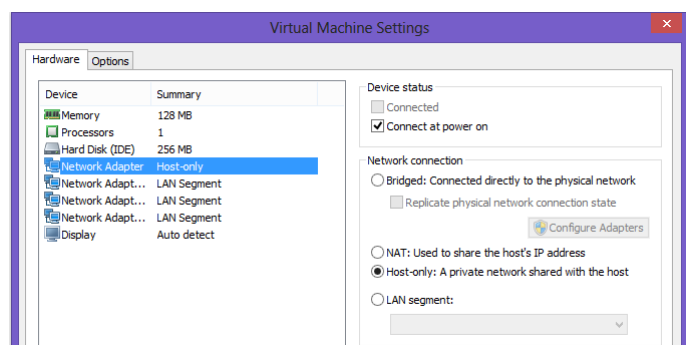 Virtual Machine Settings
Hardware Options
Device Summary
Memory 128 MB
Processors 1
Hard Disk (IDE) 256 MB
Network Adapter Host-only
Network Adapt... LAN Segment
Network Adapt... LAN Segment
Network Adapt... LAN Segment
Display Auto detect
Device status
Connected
Connect at power on
Network connection
Bridged: Connected directly to the physical network
Replicate physical network connection state
Configure Adapters
NAT: Used to share the host's IP address
Host-only: A private network shared with the host
LAN segment: